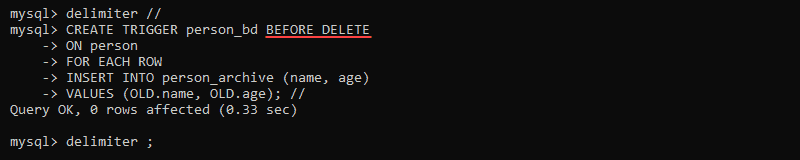 mysql> delimiter //
mysql> CREATE TRIGGER person_bd BEFORE DELETE
    -> ON person
    -> FOR EACH ROW
    -> INSERT INTO person_archive (name, age)
    -> VALUES (OLD.name, OLD.age); //
Query OK, 0 rows affected (0.33 sec)

mysql> delimiter ;